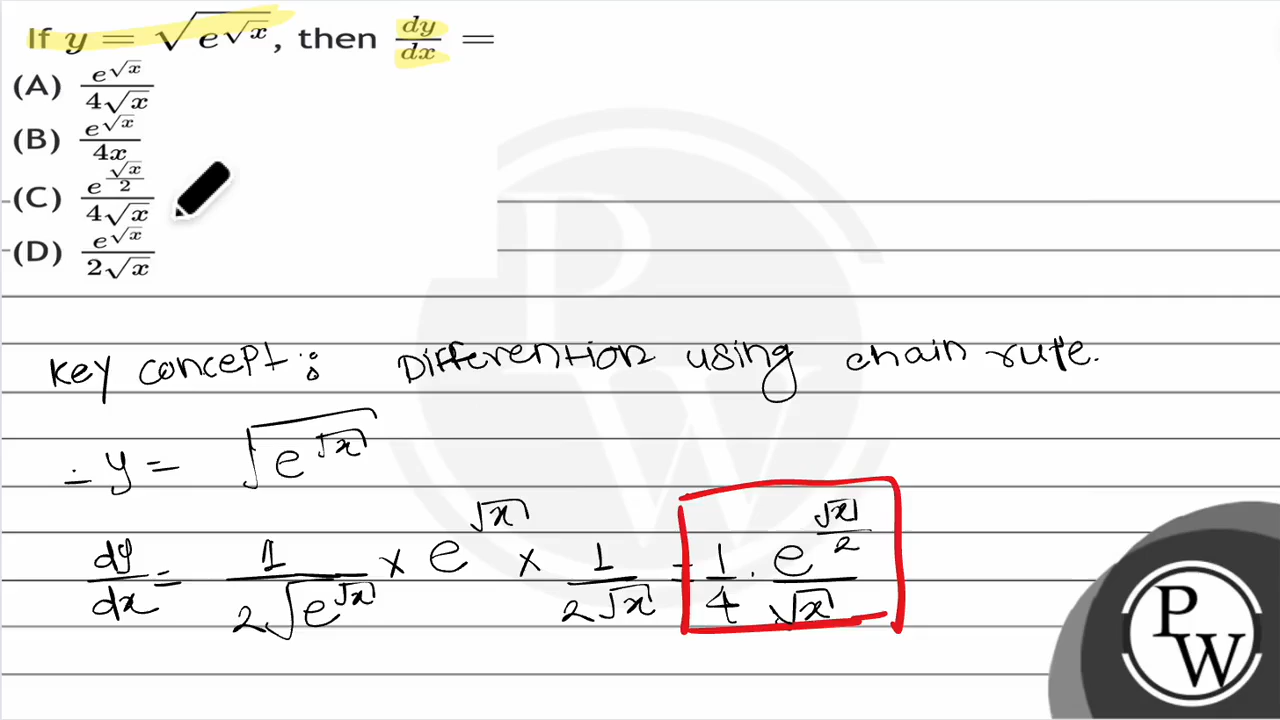 If y = √(e^√x), then dy/dx =
(A) e^√x / 4√x
(B) e^√x / 4x
(C) e^(√x/2) / 4√x
(D) e^√x / 2√x
Key concept : Differention using chain rule.
- y = √(e^√x)
dy/dx = 1/(2√(e^√x)) × e^√x × 1/(2√x) = 1/4 · e^(√x/2) / √x
P
W
P
W